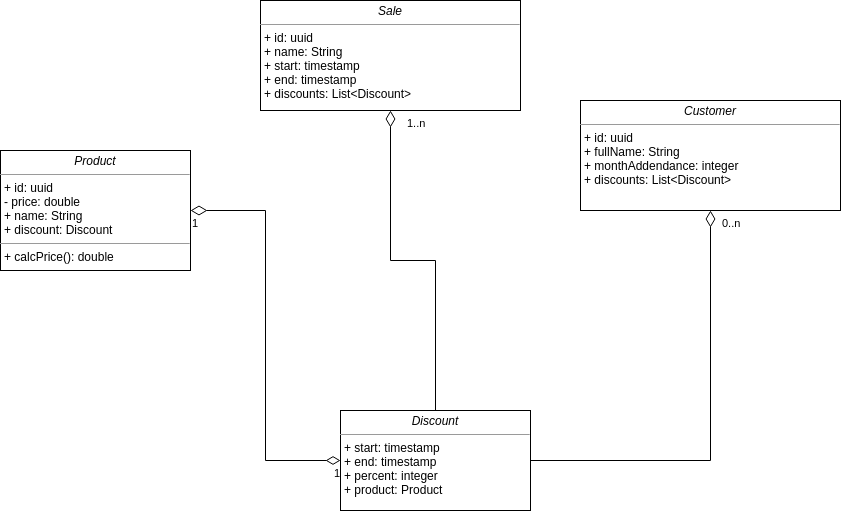 Sale
+ id: uuid
+ name: String
+ start: timestamp
+ end: timestamp
+ discounts: List<Discount>
1..n
Customer
+ id: uuid
+ fullName: String
+ monthAddendance: integer
+ discounts: List<Discount>
0..n
Product
+ id: uuid
- price: double
+ name: String
+ discount: Discount
+ calcPrice(): double
1
Discount
+ start: timestamp
+ end: timestamp
+ percent: integer
+ product: Product
1